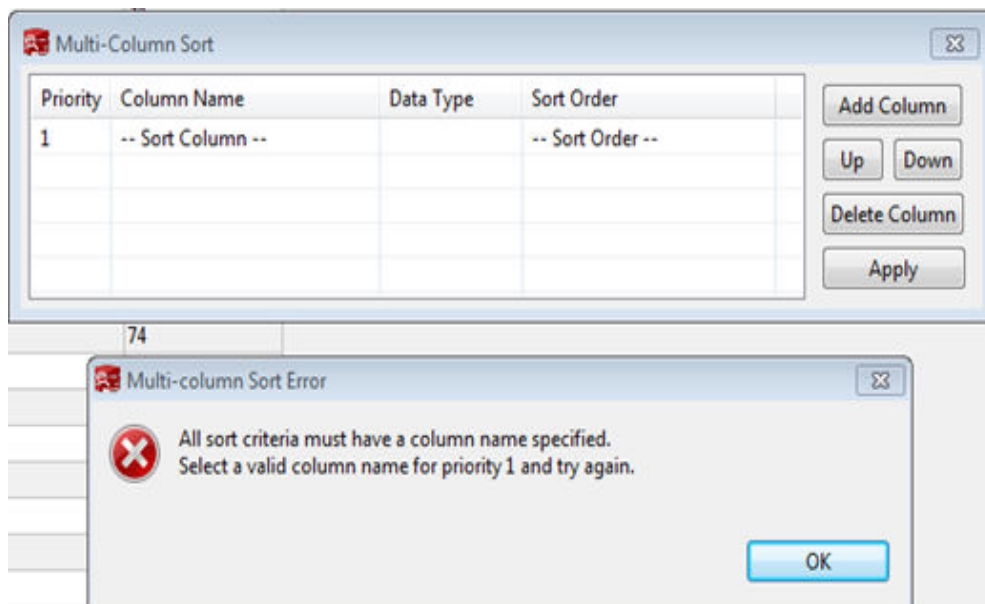 Multi-Column Sort
Priority Column Name Data Type Sort Order
1 -- Sort Column -- -- Sort Order --
Add Column
Up Down
Delete Column
Apply
74
Multi-column Sort Error
All sort criteria must have a column name specified.
Select a valid column name for priority 1 and try again.
OK